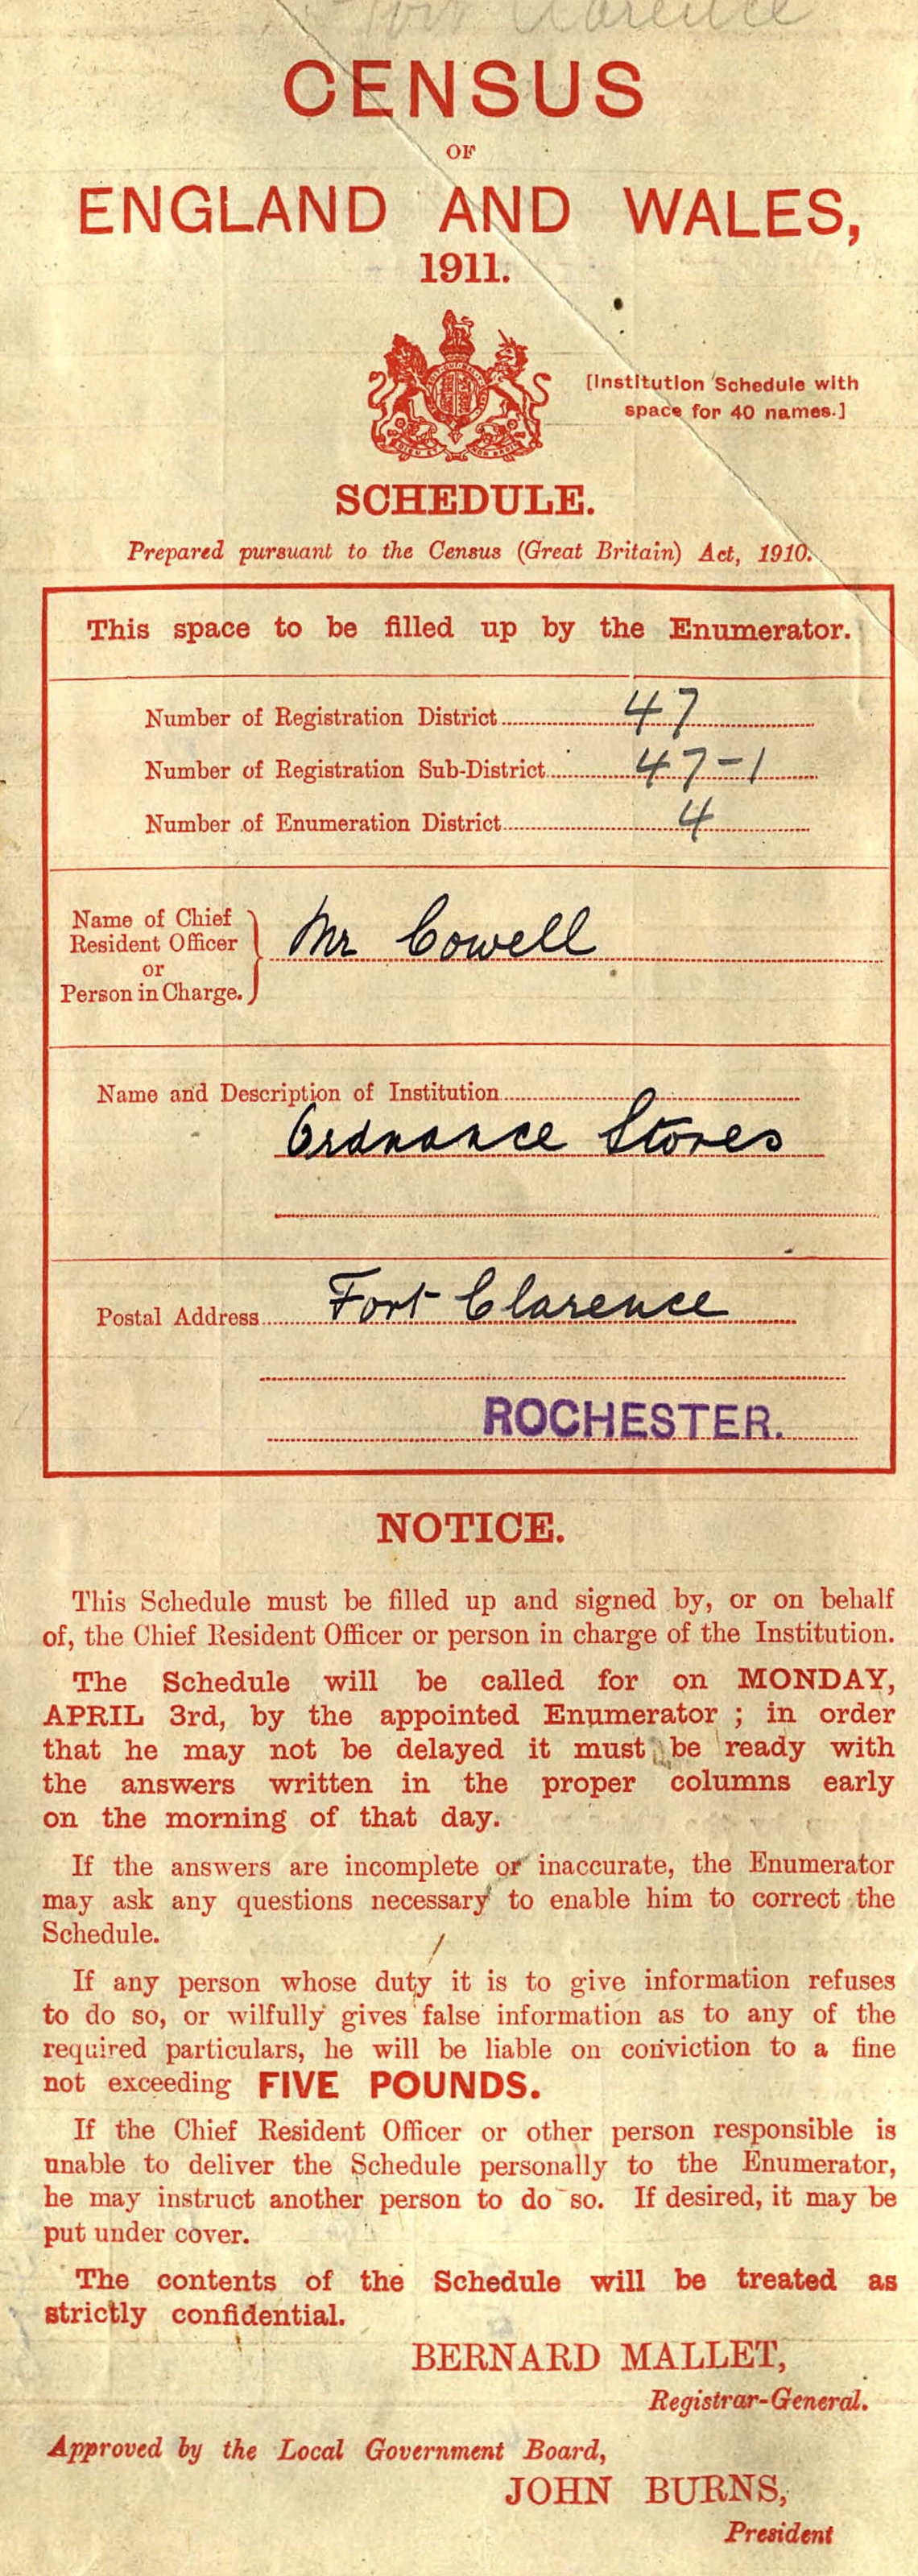 Fort Clarence
CENSUS
OF
ENGLAND AND WALES,
1911.
[Institution Schedule with
space for 40 names.]
SCHEDULE.
Prepared pursuant to the Census (Great Britain) Act, 1910.
This space to be filled up by the Enumerator.
Number of Registration District 47
Number of Registration Sub-District 47-1
Number of Enumeration District 4
Name of Chief
Resident Officer
or
Person in Charge.
Mr Cowell
Name and Description of Institution
Ordnance Stores
Postal Address Fort Clarence
ROCHESTER.
NOTICE.
This Schedule must be filled up and signed by, or on behalf
of, the Chief Resident Officer or person in charge of the Institution.
The Schedule will be called for on MONDAY,
APRIL 3rd, by the appointed Enumerator; in order
that he may not be delayed it must be ready with
the answers written in the proper columns early
on the morning of that day.
If the answers are incomplete or inaccurate, the Enumerator
may ask any questions necessary to enable him to correct the
Schedule.
If any person whose duty it is to give information refuses
to do so, or wilfully gives false information as to any of the
required particulars, he will be liable on conviction to a fine
not exceeding FIVE POUNDS.
If the Chief Resident Officer or other person responsible is
unable to deliver the Schedule personally to the Enumerator,
he may instruct another person to do so. If desired, it may be
put under cover.
The contents of the Schedule will be treated as
strictly confidential.
BERNARD MALLET,
Registrar-General.
Approved by the Local Government Board,
JOHN BURNS,
President